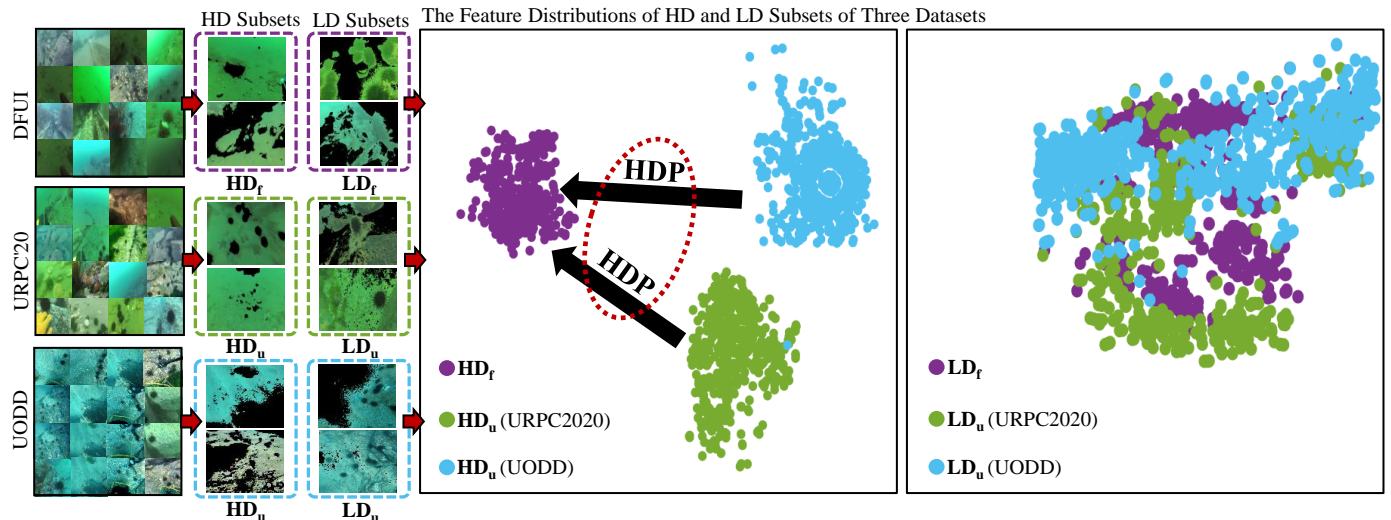 HD Subsets
LD Subsets
The Feature Distributions of HD and LD Subsets of Three Datasets
DFUI
HDf
LDf
URPC'20
HDu
LDu
UODD
HDu
LDu
HDP
HDP
HDf
HDu (URPC2020)
HDu (UODD)
LDf
LDu (URPC2020)
LDu (UODD)